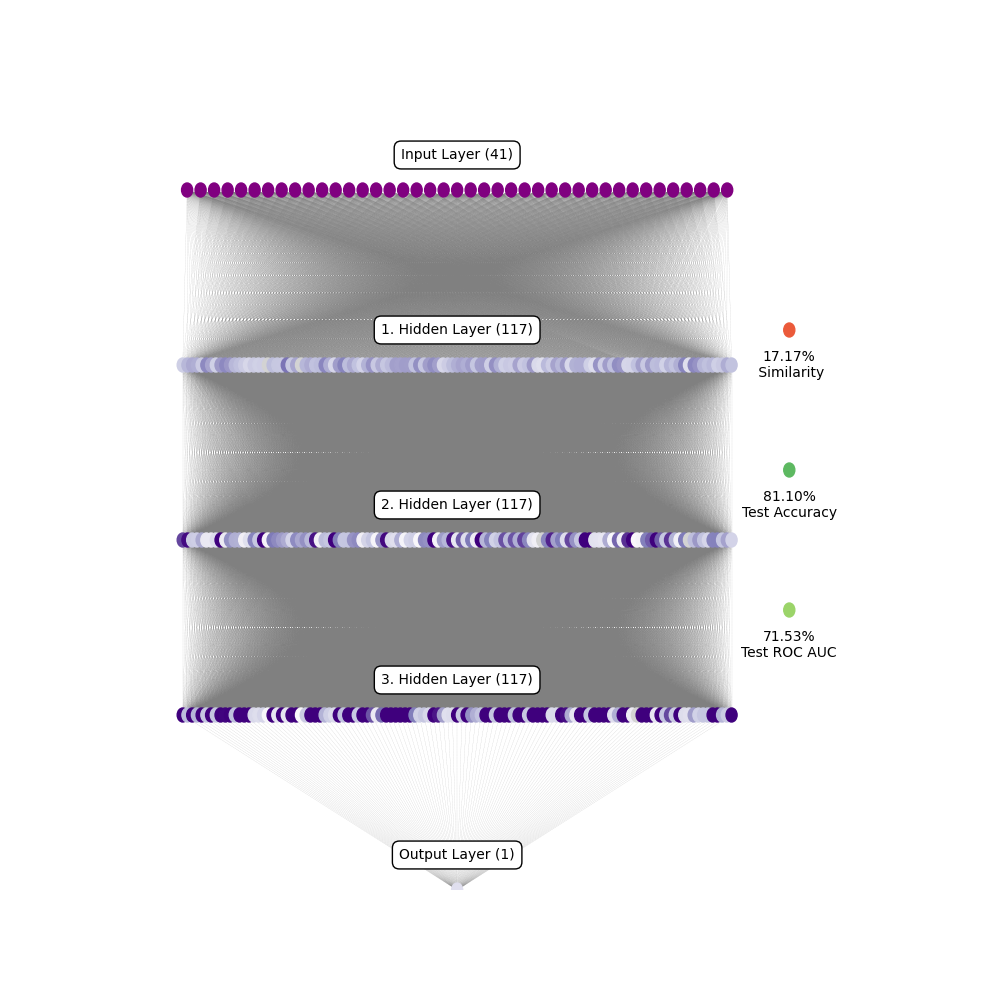 Input Layer (41)
1. Hidden Layer (117)
17.17%
Similarity
81.10%
Test Accuracy
2. Hidden Layer (117)
71.53%
Test ROC AUC
3. Hidden Layer (117)
Output Layer (1)